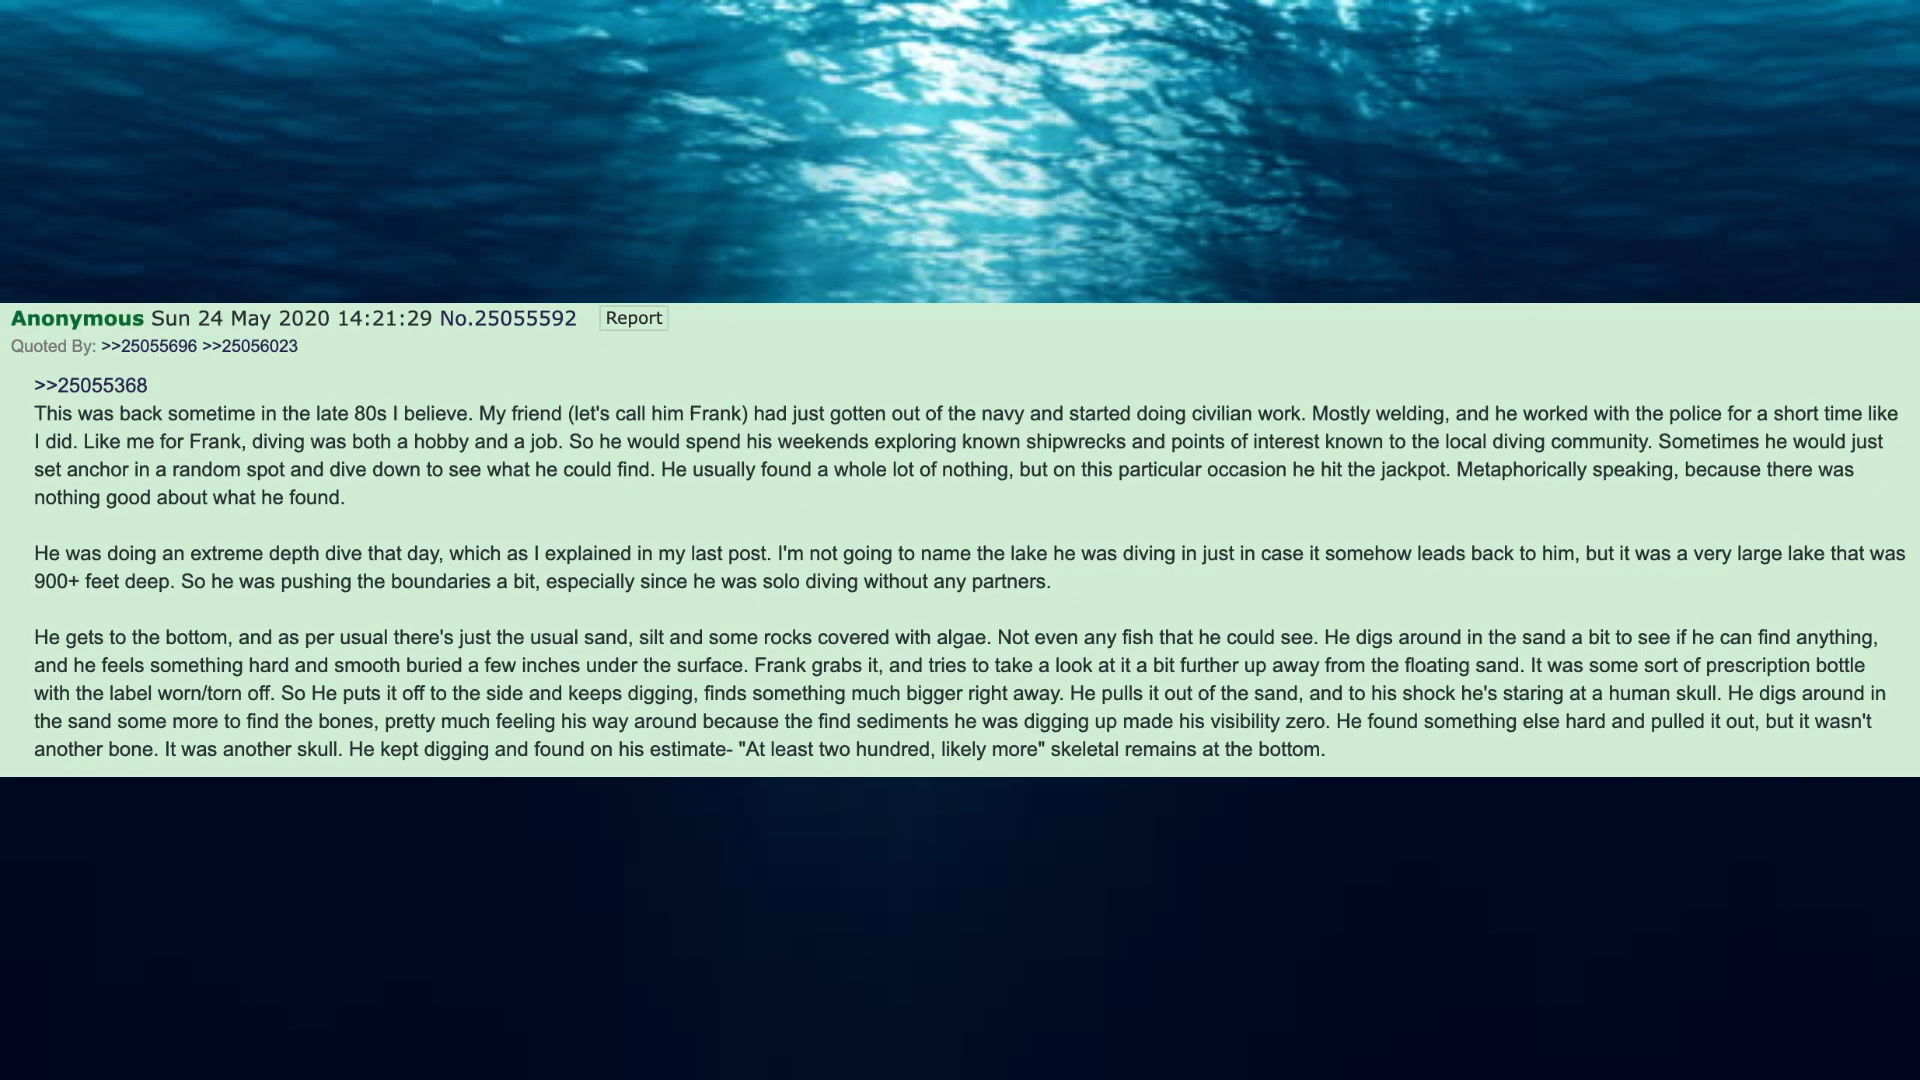 Anonymous Sun 24 May 2020 14:21:29 No.25055592 Report
Quoted By: >>25055696 >>25056023
>>25055368
This was back sometime in the late 80s I believe. My friend (let's call him Frank) had just gotten out of the navy and started doing civilian work. Mostly welding, and he worked with the police for a short time like
I did. Like me for Frank, diving was both a hobby and a job. So he would spend his weekends exploring known shipwrecks and points of interest known to the local diving community. Sometimes he would just
set anchor in a random spot and dive down to see what he could find. He usually found a whole lot of nothing, but on this particular occasion he hit the jackpot. Metaphorically speaking, because there was
nothing good about what he found.
He was doing an extreme depth dive that day, which as I explained in my last post. I'm not going to name the lake he was diving in just in case it somehow leads back to him, but it was a very large lake that was
900+ feet deep. So he was pushing the boundaries a bit, especially since he was solo diving without any partners.
He gets to the bottom, and as per usual there's just the usual sand, silt and some rocks covered with algae. Not even any fish that he could see. He digs around in the sand a bit to see if he can find anything,
and he feels something hard and smooth buried a few inches under the surface. Frank grabs it, and tries to take a look at it a bit further up away from the floating sand. It was some sort of prescription bottle
with the label worn/torn off. So He puts it off to the side and keeps digging, finds something much bigger right away. He pulls it out of the sand, and to his shock he's staring at a human skull. He digs around in
the sand some more to find the bones, pretty much feeling his way around because the find sediments he was digging up made his visibility zero. He found something else hard and pulled it out, but it wasn't
another bone. It was another skull. He kept digging and found on his estimate- "At least two hundred, likely more" skeletal remains at the bottom.